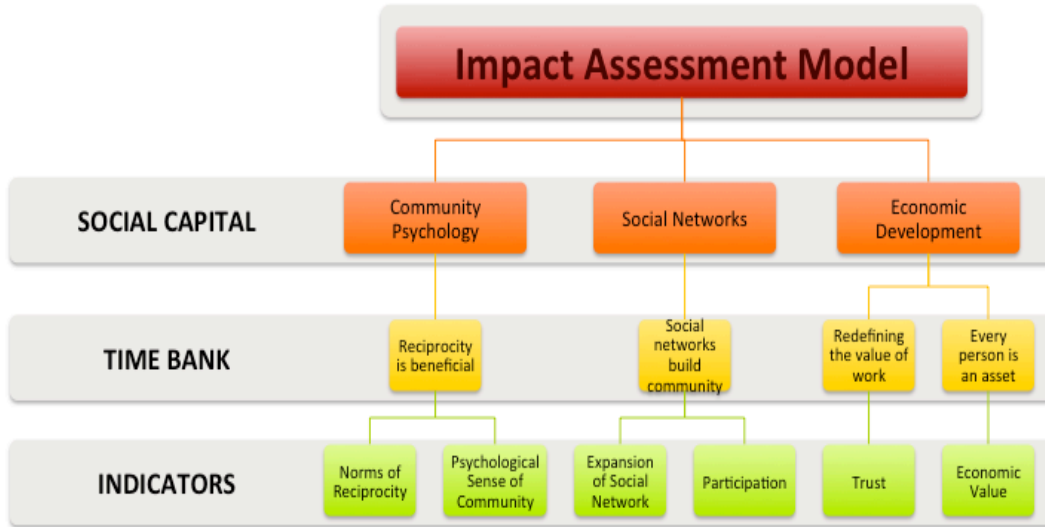 Impact Assessment Model
SOCIAL CAPITAL
Community
Psychology
Social Networks
Economic
Development
TIME BANK
Reciprocity
is beneficial
Social
networks
build
community
Redefining
the value of
work
Every
person is
an asset
INDICATORS
Norms of
Reciprocity
Psychological
Sense of
Community
Expansion
of Social
Network
Participation
Trust
Economic
Value